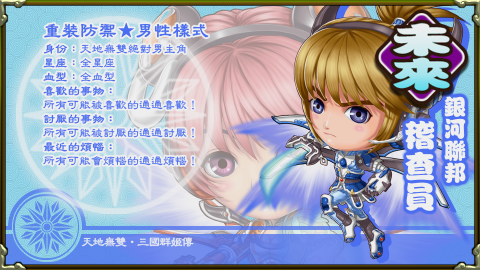 重裝防禦★男性樣式
身份：天地無雙絕對男主角
星座：全星座
血型：全血型
喜歡的事物：
所有可能被喜歡的通通喜歡！
討厭的事物：
所有可能被討厭的通通討厭！
最近的煩惱：
所有可能會煩惱的通通煩惱！
未來
銀河聯邦
稽查員
天地無雙・三國群姬傳